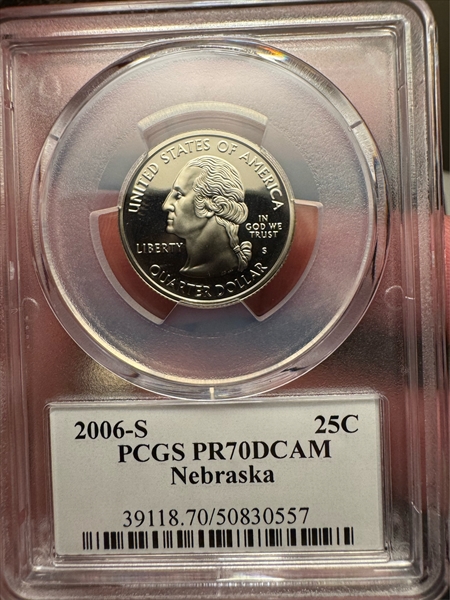 UNITED STATES OF AMERICA
LIBERTY
IN
GOD WE
TRUST
S
QUARTER DOLLAR
2006-S 25C
PCGS PR70DCAM
Nebraska
39118.70/50830557